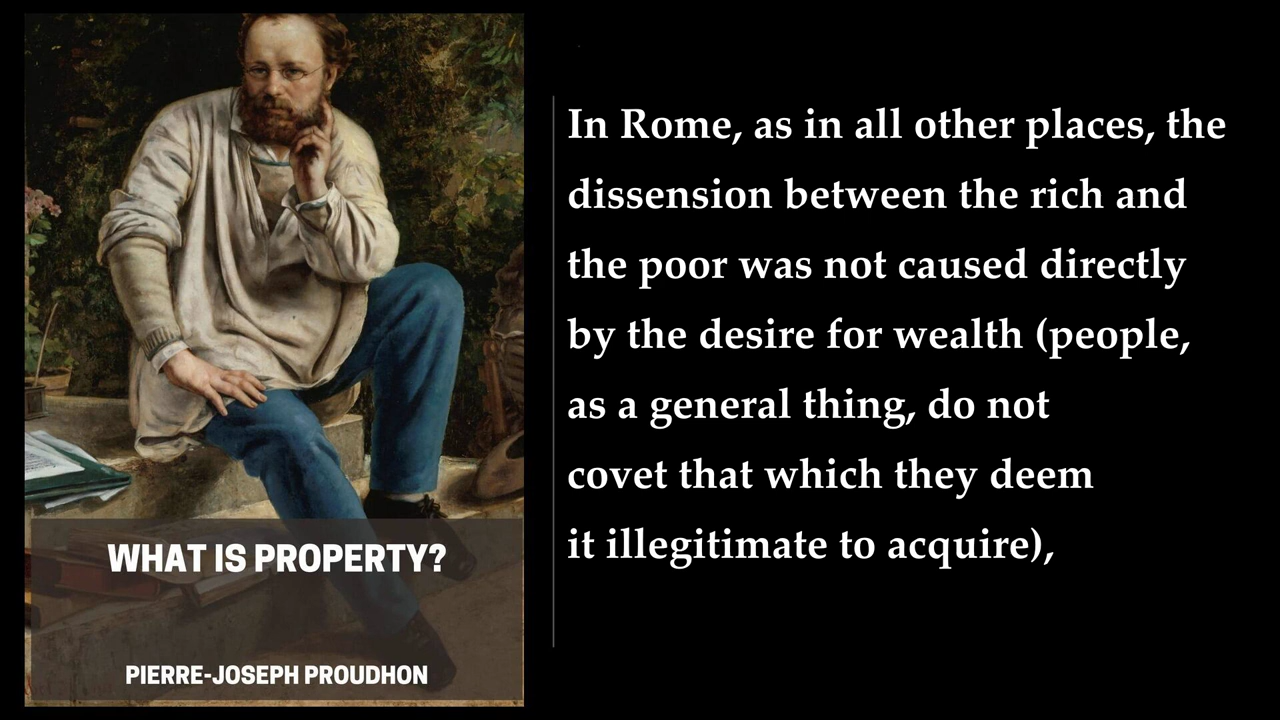 WHAT IS PROPERTY?
PIERRE-JOSEPH PROUDHON
In Rome, as in all other places, the
dissension between the rich and
the poor was not caused directly
by the desire for wealth (people,
as a general thing, do not
covet that which they deem
it illegitimate to acquire),